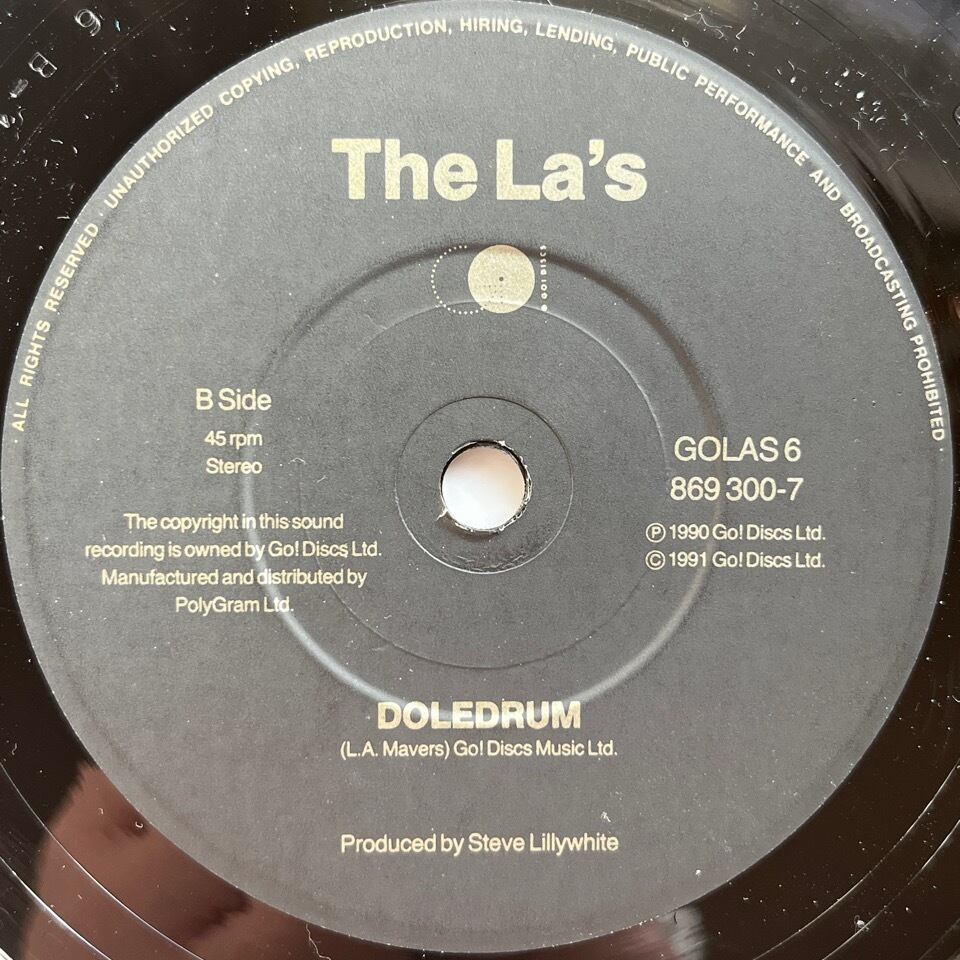 ALL RIGHTS RESERVED · UNAUTHORIZED COPYING, REPRODUCTION, HIRING, LENDING, PUBLIC PERFORMANCE AND BROADCASTING PROHIBITED
The La's
GO! DISCS
B Side
45 rpm
Stereo
The copyright in this sound
recording is owned by Go! Discs Ltd.
Manufactured and distributed by
PolyGram Ltd.
GOLAS 6
869 300-7
℗ 1990 Go! Discs Ltd.
© 1991 Go! Discs Ltd.
DOLEDRUM
(L.A. Mavers) Go! Discs Music Ltd.
Produced by Steve Lillywhite